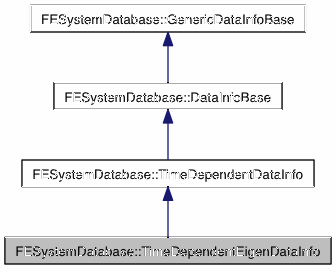 FESystemDatabase::GenericDataInfoBase
FESystemDatabase::DataInfoBase
FESystemDatabase::TimeDependentDataInfo
FESystemDatabase::TimeDependentEigenDataInfo